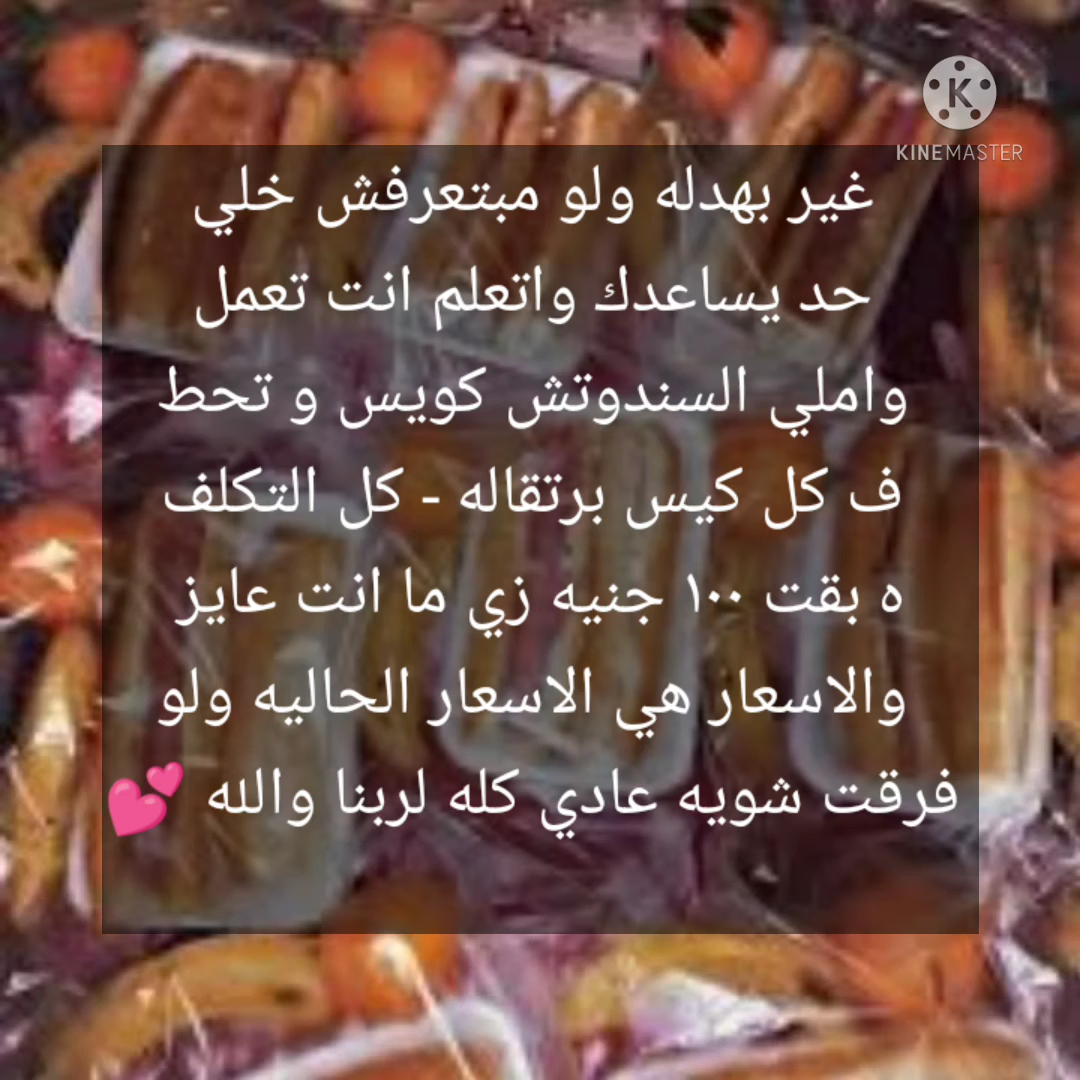 KINEMASTER
غير بهدله ولو مبتعرفش خلي
حد يساعدك واتعلم انت تعمل
واملي السندوتش كويس و تحط
ف كل كيس برتقاله - كل التكلف
ه بقت ١٠٠ جنيه زي ما انت عايز
والاسعار هي الاسعار الحاليه ولو
فرقت شويه عادي كله لربنا والله 💕